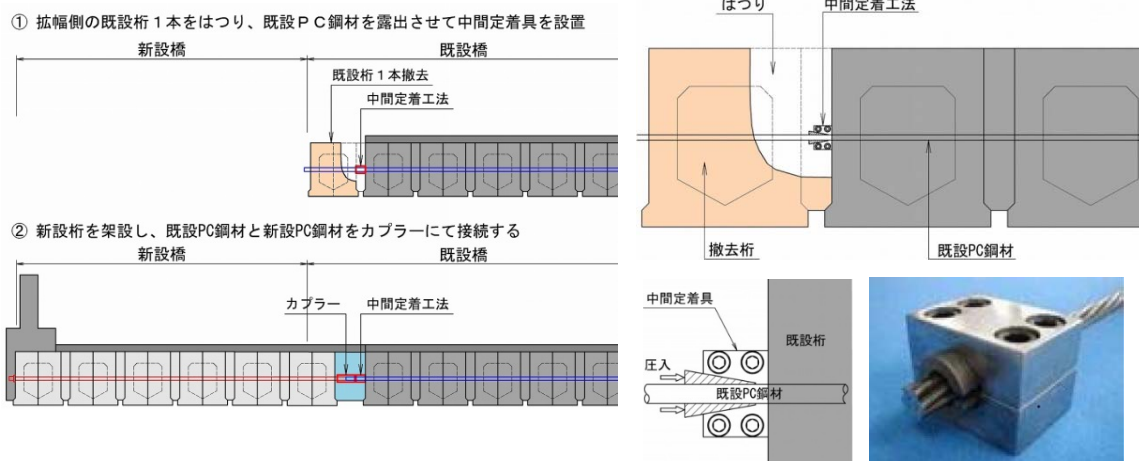 ① 拡幅側の既設桁１本をはつり、既設ＰＣ鋼材を露出させて中間定着具を設置
新設橋
既設橋
既設桁１本撤去
中間定着工法
② 新設桁を架設し、既設PC鋼材と新設PC鋼材をカプラーにて接続する
新設橋
既設橋
カプラー
中間定着工法
はつり
中間定着工法
撤去桁
既設PC鋼材
中間定着具
既設桁
圧入
既設PC鋼材